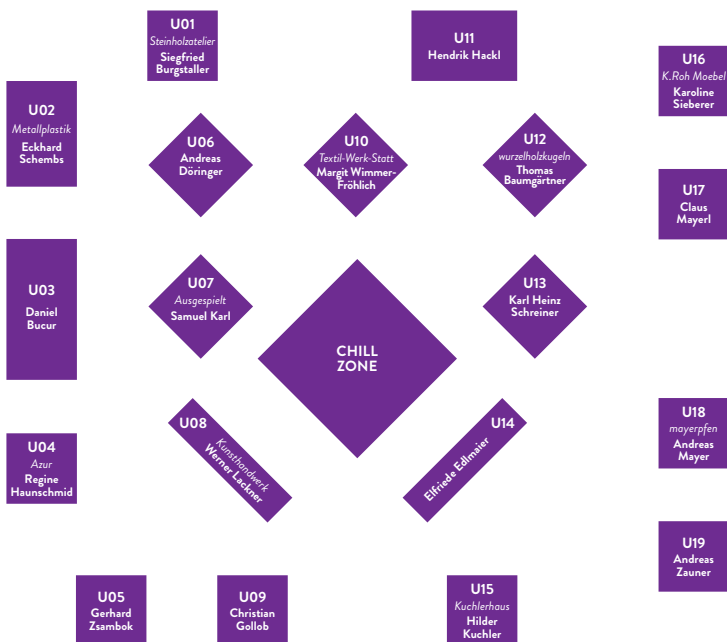 U01
Steinholzatelier
Siegfried
Burgstaller
U11
Hendrik Hackl
U16
K.Roh Moebel
Karoline
Sieberer
U02
Metallplastik
Eckhard
Schembs
U06
Andreas
Döringer
U10
Textil-Werk-Statt
Margit Wimmer-
Fröhlich
U12
wurzelholzkugeln
Thomas
Baumgärtner
U17
Claus
Mayerl
U03
Daniel
Bucur
U07
Ausgespielt
Samuel Karl
U13
Karl Heinz
Schreiner
CHILL
ZONE
U04
Azur
Regine
Haunschmid
U08
Kunsthandwerk
Werner Lackner
U14
Elfriede Edlmaier
U18
mayerpfen
Andreas
Mayer
U19
Andreas
Zauner
U05
Gerhard
Zsambok
U09
Christian
Gollob
U15
Kuchlerhaus
Hilder
Kuchler